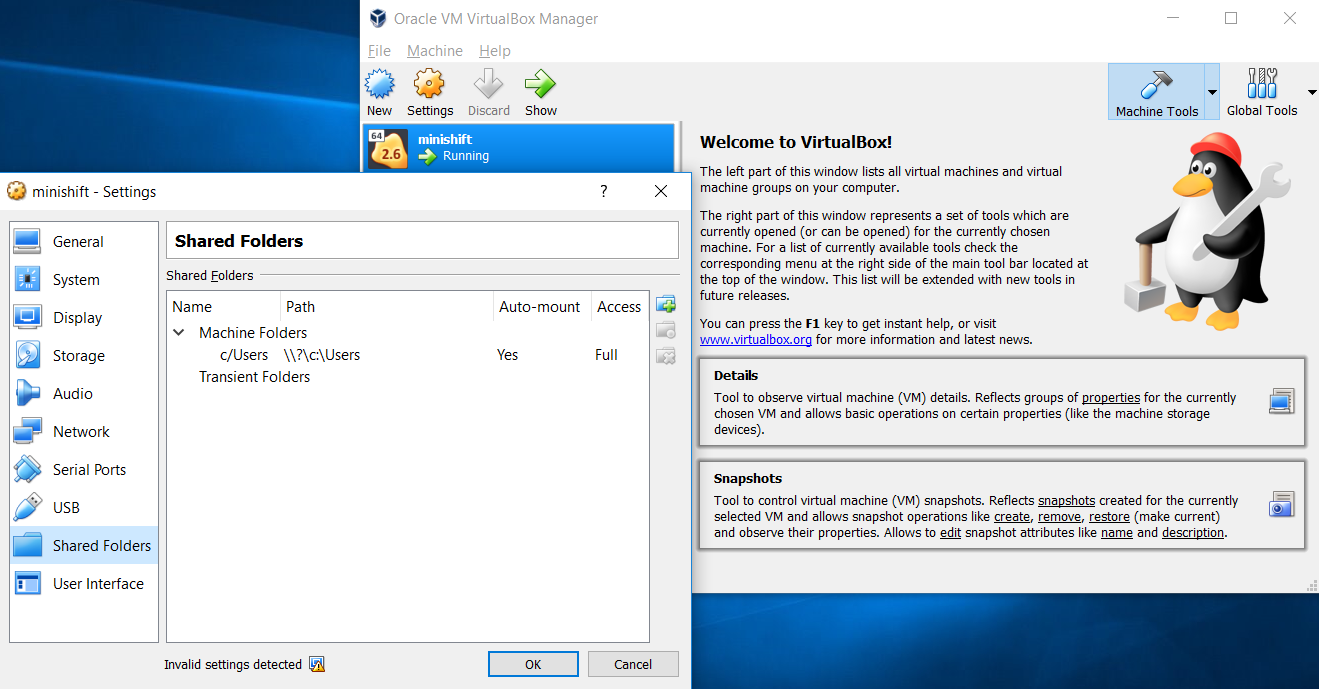 Oracle VM VirtualBox Manager
File Machine Help
New Settings Discard Show
Machine Tools Global Tools
64
2.6
minishift
Running
Welcome to VirtualBox!
The left part of this window lists all virtual machines and virtual
machine groups on your computer.
The right part of this window represents a set of tools which are
currently opened (or can be opened) for the currently chosen
machine. For a list of currently available tools check the
corresponding menu at the right side of the main tool bar located at
the top of the window. This list will be extended with new tools in
future releases.
You can press the F1 key to get instant help, or visit
www.virtualbox.org for more information and latest news.
Details
Tool to observe virtual machine (VM) details. Reflects groups of properties for the currently
chosen VM and allows basic operations on certain properties (like the machine storage
devices).
Snapshots
Tool to control virtual machine (VM) snapshots. Reflects snapshots created for the currently
selected VM and allows snapshot operations like create, remove, restore (make current)
and observe their properties. Allows to edit snapshot attributes like name and description.
minishift - Settings ?
General
System
Display
Storage
Audio
Network
Serial Ports
USB
Shared Folders
User Interface
Shared Folders
Shared Folders
Name Path Auto-mount Access
Machine Folders
c/Users \\?\c:\Users Yes Full
Transient Folders
Invalid settings detected
OK Cancel